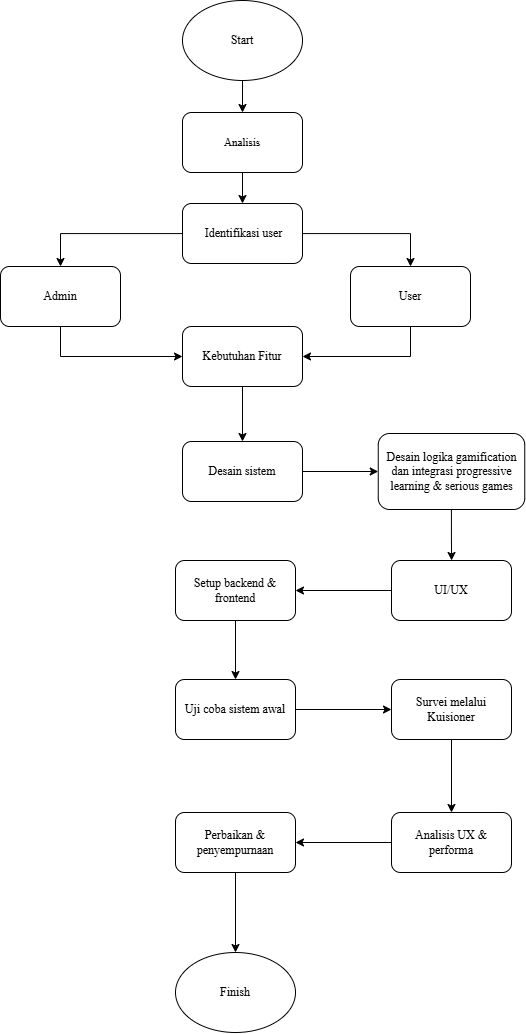 Start
Analisis
Identifikasi user
Admin
User
Kebutuhan Fitur
Desain sistem
Desain logika gamification
dan integrasi progressive
learning & serious games
UI/UX
Setup backend &
frontend
Uji coba sistem awal
Survei melalui
Kuisioner
Analisis UX &
performa
Perbaikan &
penyempurnaan
Finish